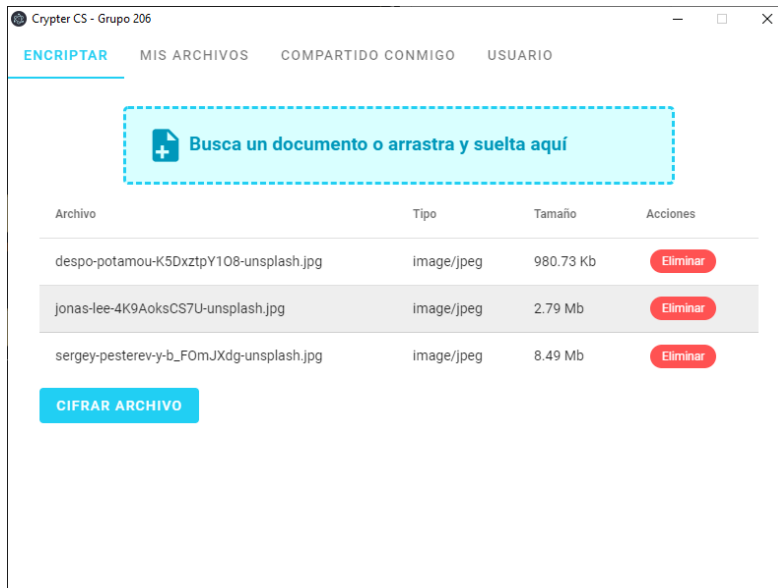 Crypter CS - Grupo 206
ENCRIPTAR MIS ARCHIVOS COMPARTIDO CONMIGO USUARIO
Busca un documento o arrastra y suelta aquí
Archivo Tipo Tamaño Acciones
despo-potamou-K5DxztpY1O8-unsplash.jpg image/jpeg 980.73 Kb Eliminar
jonas-lee-4K9AoksCS7U-unsplash.jpg image/jpeg 2.79 Mb Eliminar
sergey-pesterev-y-b_FOmJXdg-unsplash.jpg image/jpeg 8.49 Mb Eliminar
CIFRAR ARCHIVO